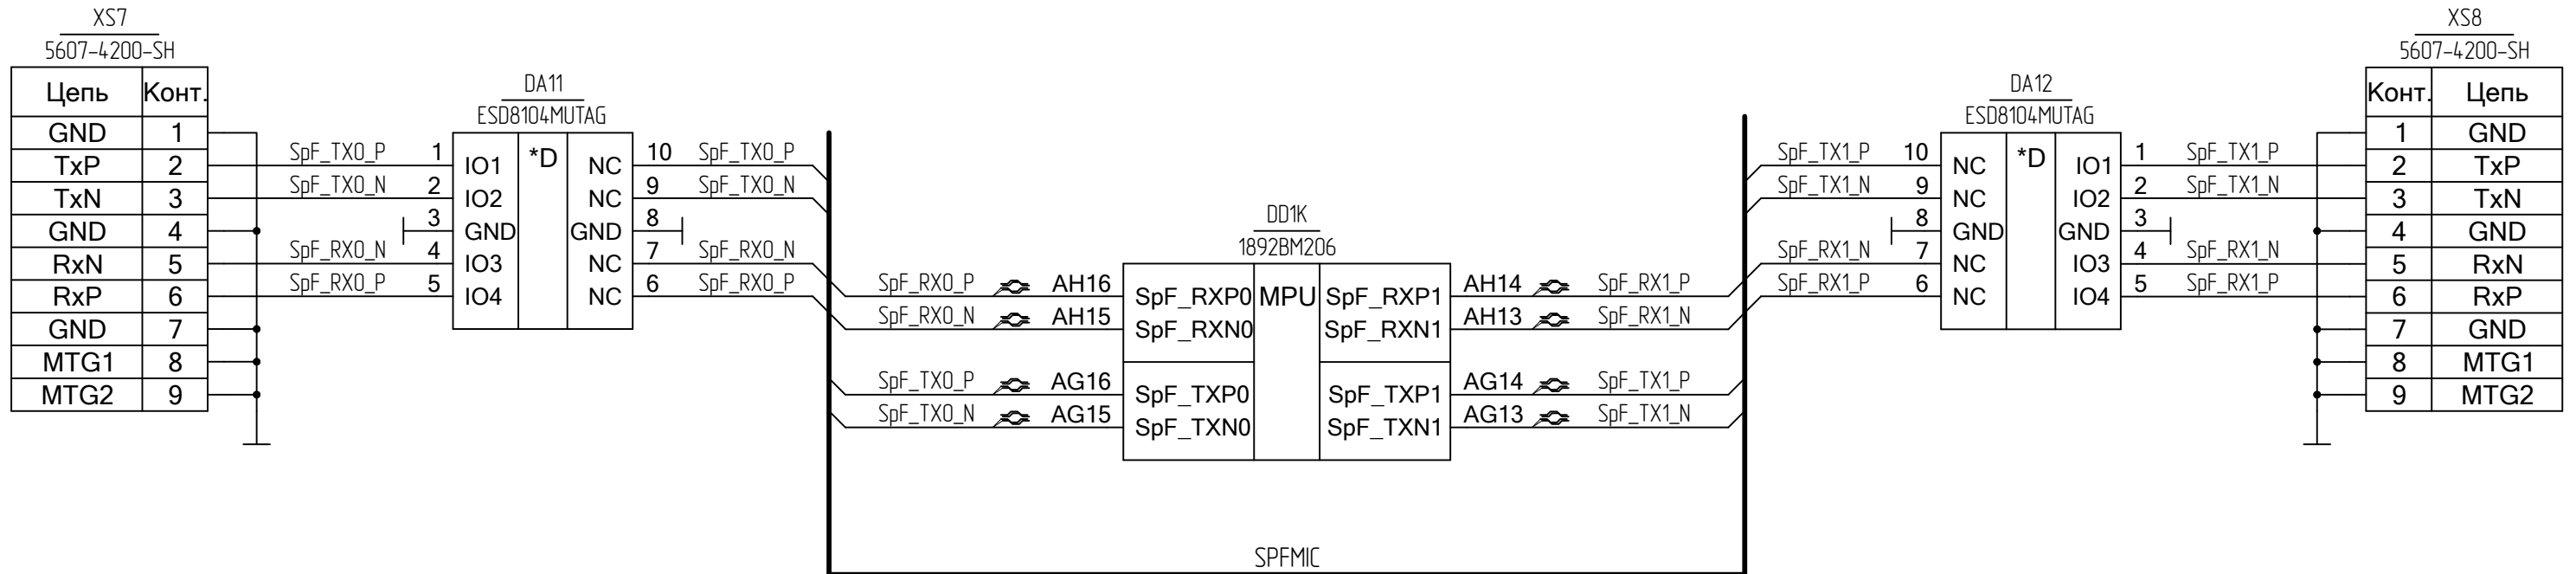 XS7
5607-4200-SH
Цепь Конт.
GND 1
TxP 2
TxN 3
GND 4
RxN 5
RxP 6
GND 7
MTG1 8
MTG2 9
SpF_TX0_P
SpF_TX0_N
SpF_RX0_N
SpF_RX0_P
DA11
ESD8104MUTAG
*D
1 IO1 NC 10
2 IO2 NC 9
3 GND GND 8
4 IO3 NC 7
5 IO4 NC 6
SpF_TX0_P
SpF_TX0_N
SpF_RX0_N
SpF_RX0_P
DD1K
1892ВМ206
MPU
SpF_RX0_P AH16 SpF_RXP0 SpF_RXP1 AH14 SpF_RX1_P
SpF_RX0_N AH15 SpF_RXN0 SpF_RXN1 AH13 SpF_RX1_N
SpF_TX0_P AG16 SpF_TXP0 SpF_TXP1 AG14 SpF_TX1_P
SpF_TX0_N AG15 SpF_TXN0 SpF_TXN1 AG13 SpF_TX1_N
SPFMIC
SpF_TX1_P
SpF_TX1_N
SpF_RX1_N
SpF_RX1_P
DA12
ESD8104MUTAG
*D
10 NC IO1 1
9 NC IO2 2
8 GND GND 3
7 NC IO3 4
6 NC IO4 5
SpF_TX1_P
SpF_TX1_N
SpF_RX1_N
SpF_RX1_P
XS8
5607-4200-SH
Конт. Цепь
1 GND
2 TxP
3 TxN
4 GND
5 RxN
6 RxP
7 GND
8 MTG1
9 MTG2